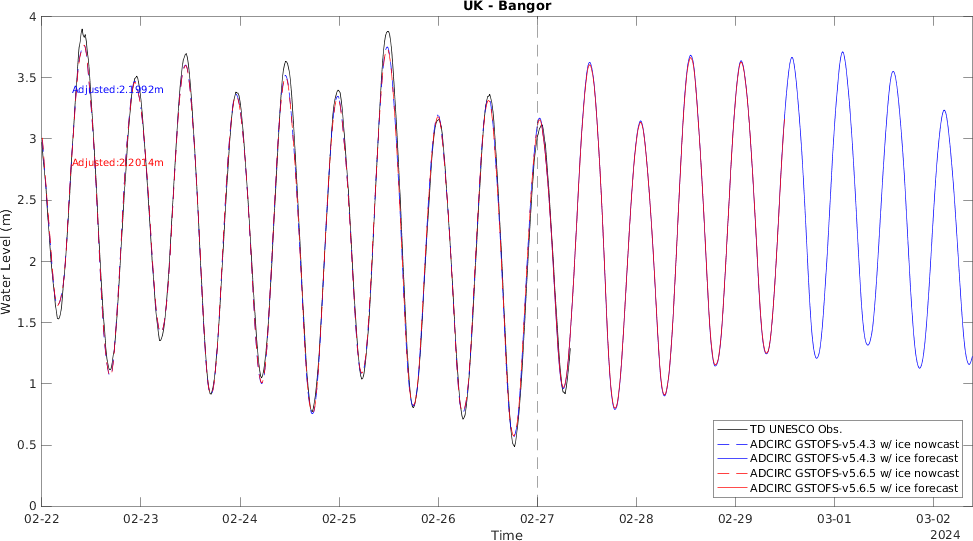 UK - Bangor
4
3.5
3
2.5
2
1.5
1
0.5
0
Water Level (m)
Adjusted:2.1992m
Adjusted:2.2014m
TD UNESCO Obs.
ADCIRC GSTOFS-v5.4.3 w/ ice nowcast
ADCIRC GSTOFS-v5.4.3 w/ ice forecast
ADCIRC GSTOFS-v5.6.5 w/ ice nowcast
ADCIRC GSTOFS-v5.6.5 w/ ice forecast
02-22 02-23 02-24 02-25 02-26 02-27 02-28 02-29 03-01 03-02
Time
2024